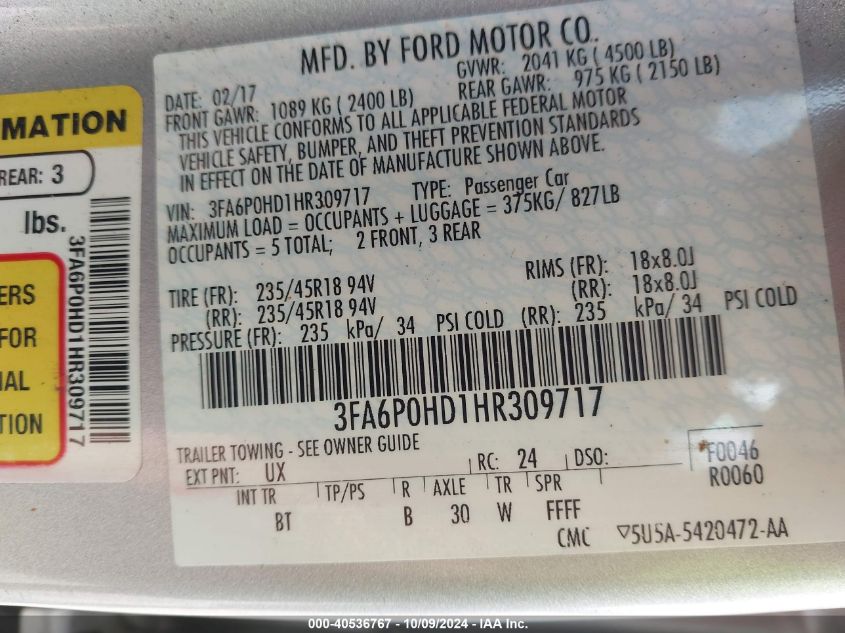 MATION
REAR: 3
lbs.
3FA6P0HD1HR309717
ERS
FOR
AL
TION
MFD. BY FORD MOTOR CO.
DATE: 02/17 GVWR: 2041 KG ( 4500 LB)
FRONT GAWR: 1089 KG ( 2400 LB) REAR GAWR: 975 KG ( 2150 LB)
THIS VEHICLE CONFORMS TO ALL APPLICABLE FEDERAL MOTOR
VEHICLE SAFETY, BUMPER, AND THEFT PREVENTION STANDARDS
IN EFFECT ON THE DATE OF MANUFACTURE SHOWN ABOVE.
VIN: 3FA6P0HD1HR309717 TYPE: Passenger Car
MAXIMUM LOAD = OCCUPANTS + LUGGAGE = 375KG/ 827LB
OCCUPANTS = 5 TOTAL; 2 FRONT, 3 REAR
TIRE (FR): 235/45R18 94V RIMS (FR): 18x8.0J
(RR): 235/45R18 94V (RR): 18x8.0J
PRESSURE (FR): 235 kPa/ 34 PSI COLD (RR): 235 kPa/ 34 PSI COLD
3FA6P0HD1HR309717
TRAILER TOWING - SEE OWNER GUIDE
EXT PNT: UX RC: 24 DSO: F0046
R0060
INT TR TP/PS R AXLE TR SPR
BT B 30 W FFFF
CMC ▽5U5A-5420472-AA
000-40536767 - 10/09/2024 - IAAI Inc.